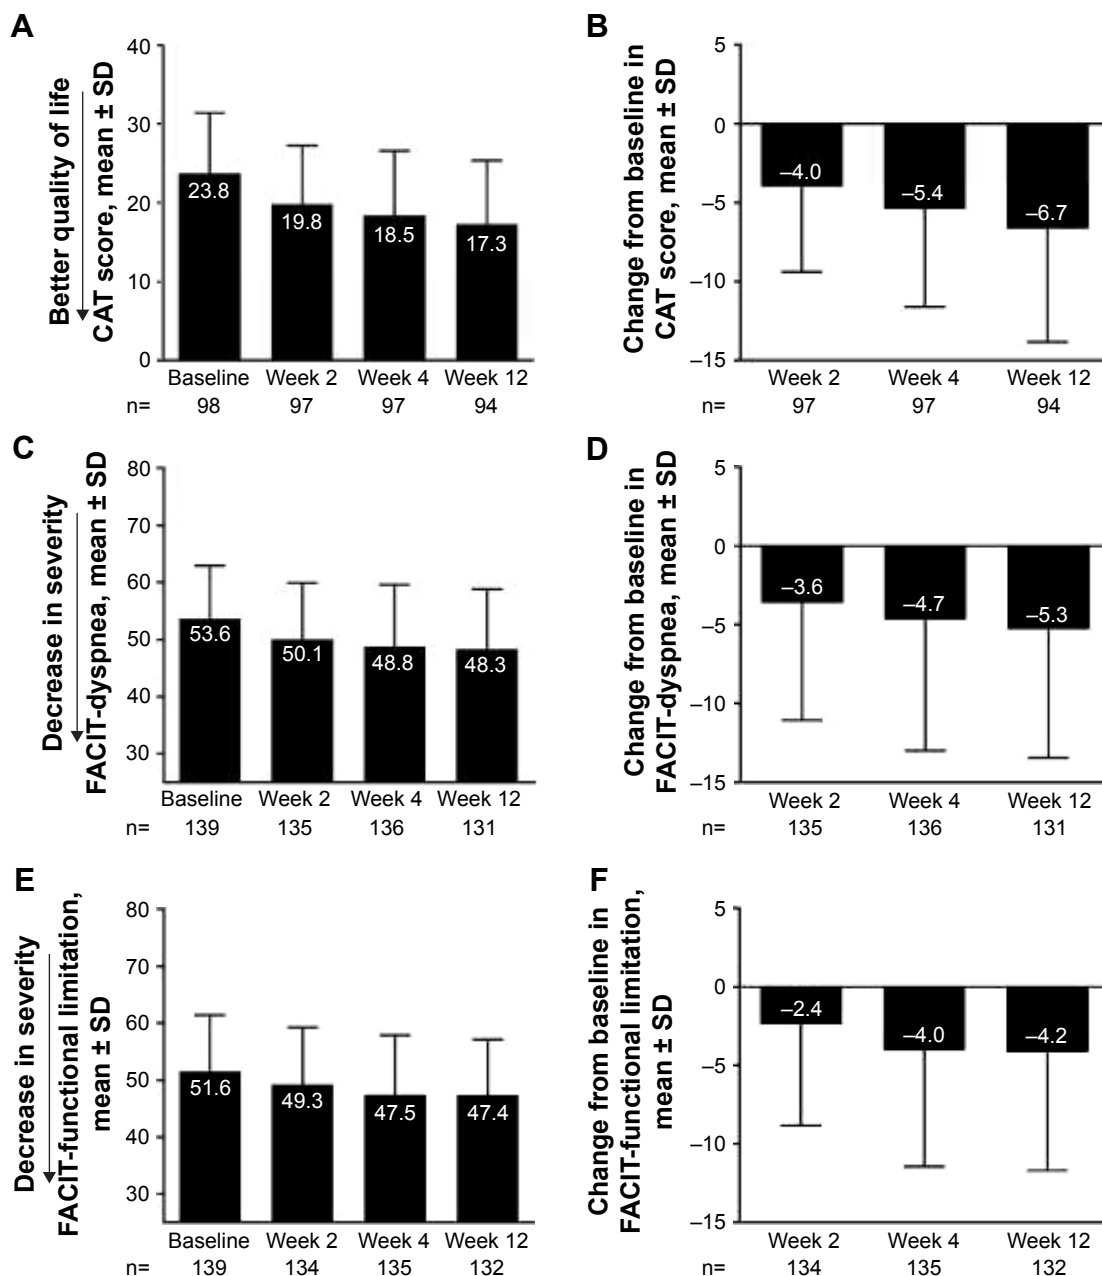 A
Better quality of life
CAT score, mean ± SD
40
30
20
10
0
23.8
19.8
18.5
17.3
Baseline Week 2 Week 4 Week 12
n= 98 97 97 94
B
Change from baseline in
CAT score, mean ± SD
5
0
–5
–10
–15
–4.0
–5.4
–6.7
Week 2 Week 4 Week 12
n= 97 97 94
C
Decrease in severity
FACIT-dyspnea, mean ± SD
80
70
60
50
40
30
53.6
50.1
48.8
48.3
Baseline Week 2 Week 4 Week 12
n= 139 135 136 131
D
Change from baseline in
FACIT-dyspnea, mean ± SD
5
0
–5
–10
–15
–3.6
–4.7
–5.3
Week 2 Week 4 Week 12
n= 135 136 131
E
Decrease in severity
FACIT-functional limitation,
mean ± SD
80
70
60
50
40
30
51.6
49.3
47.5
47.4
Baseline Week 2 Week 4 Week 12
n= 139 134 135 132
F
Change from baseline in
FACIT-functional limitation,
mean ± SD
5
0
–5
–10
–15
–2.4
–4.0
–4.2
Week 2 Week 4 Week 12
n= 134 135 132